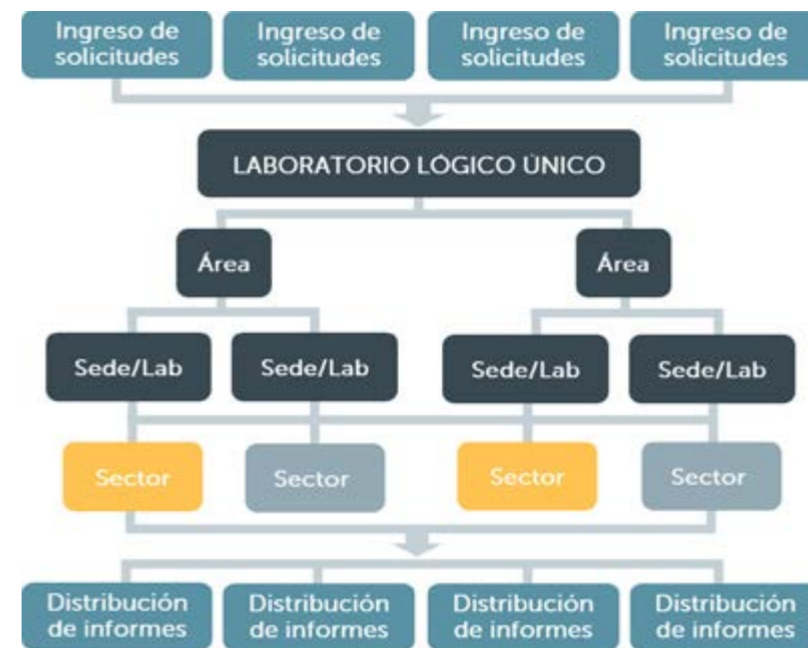 Ingreso de
solicitudes
Ingreso de
solicitudes
Ingreso de
solicitudes
Ingreso de
solicitudes
LABORATORIO LÓGICO ÚNICO
Área
Área
Sede/Lab
Sede/Lab
Sede/Lab
Sede/Lab
Sector
Sector
Sector
Sector
Distribución
de informes
Distribución
de informes
Distribución
de informes
Distribución
de informes